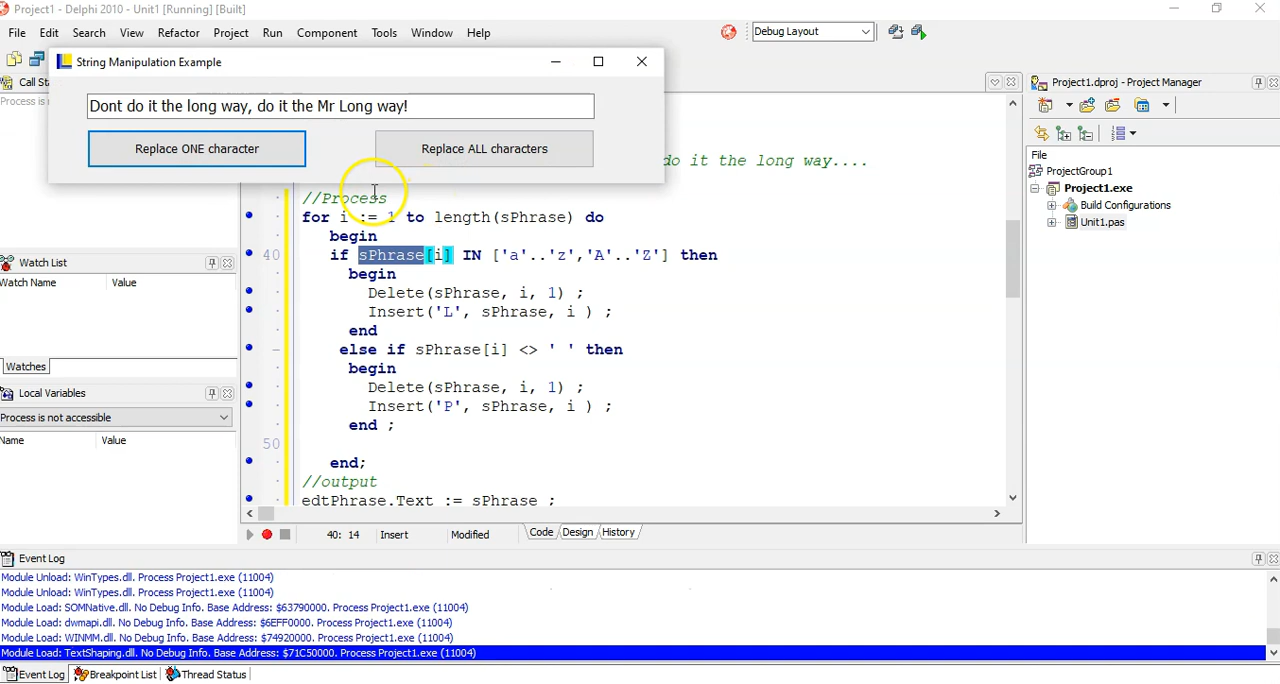 Project1 - Delphi 2010 - Unit1 [Running] [Built]
File Edit Search View Refactor Project Run Component Tools Window Help
Debug Layout
String Manipulation Example
Dont do it the long way, do it the Mr Long way!
Replace ONE character Replace ALL characters
Call Sta
Process is n
Project1.dproj - Project Manager
File
ProjectGroup1
Project1.exe
Build Configurations
Unit1.pas
do it the long way....
//Process
for i := 1 to length(sPhrase) do
begin
40 if sPhrase[i] IN ['a'..'z','A'..'Z'] then
begin
Delete(sPhrase, i, 1) ;
Insert('L', sPhrase, i ) ;
end
else if sPhrase[i] <> ' ' then
begin
Delete(sPhrase, i, 1) ;
Insert('P', sPhrase, i ) ;
end ;
50
end;
//output
edtPhrase.Text := sPhrase ;
Watch List
Watch Name Value
Watches
Local Variables
Process is not accessible
Name Value
40: 14 Insert Modified Code Design History
Event Log
Module Unload: WinTypes.dll. Process Project1.exe (11004)
Module Unload: WinTypes.dll. Process Project1.exe (11004)
Module Load: SOMNative.dll. No Debug Info. Base Address: $63790000. Process Project1.exe (11004)
Module Load: dwmapi.dll. No Debug Info. Base Address: $6EFF0000. Process Project1.exe (11004)
Module Load: WINMM.dll. No Debug Info. Base Address: $74920000. Process Project1.exe (11004)
Module Load: TextShaping.dll. No Debug Info. Base Address: $71C50000. Process Project1.exe (11004)
Event Log Breakpoint List Thread Status